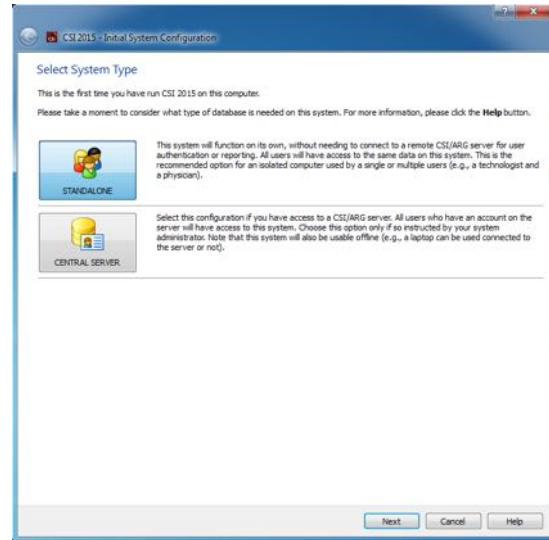 CSI 2015 - Initial System Configuration
Select System Type
This is the first time you have run CSI 2015 on this computer.
Please take a moment to consider what type of database is needed on this system. For more information, please click the Help button.
STANDALONE
This system will function on its own, without needing to connect to a remote CSI/ARG server for user
authentication or reporting. All users will have access to the same data on this system. This is the
recommended option for an isolated computer used by a single or multiple users (e.g., a technologist and
a physician).
CENTRAL SERVER
Select this configuration if you have access to a CSI/ARG server. All users who have an account on the
server will have access to this system. Choose this option only if so instructed by your system
administrator. Note that this system will also be usable offline (e.g., a laptop can be used connected to
the server or not).
Next
Cancel
Help